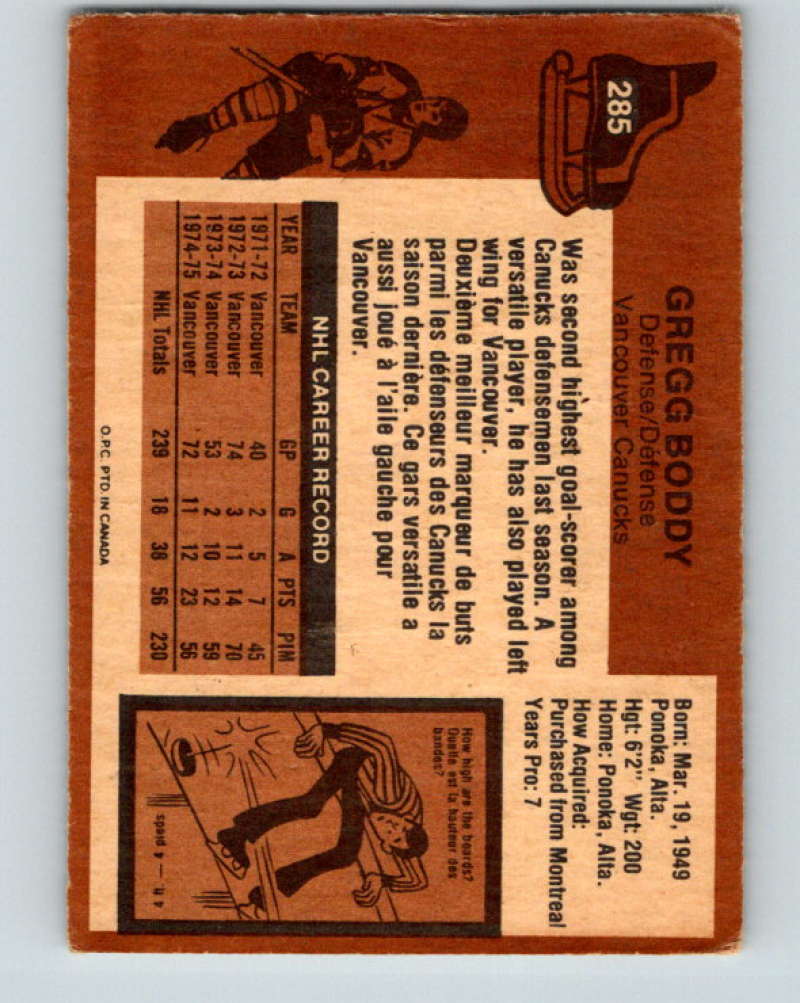 285
GREGG BODDY
Defense/Défense
Vancouver Canucks
Was second highest goal-scorer among
Canucks defensemen last season. A
versatile player, he has also played left
wing for Vancouver.
Deuxième meilleur marqueur de buts
parmi les défenseurs des Canucks la
saison dernière. Ce gars versatile a
aussi joué à l'aile gauche pour
Vancouver.
NHL CAREER RECORD
YEAR TEAM GP G A PTS PIM
1971-72 Vancouver 40 2 5 7 45
1972-73 Vancouver 74 3 11 14 70
1973-74 Vancouver 53 2 10 12 59
1974-75 Vancouver 72 11 12 23 56
NHL Totals 239 18 38 56 230
O.P.C. PTD. IN CANADA
Born: Mar. 19, 1949
Ponoka, Alta.
Hgt: 6'2" Wgt: 200
Home: Ponoka, Alta.
How Acquired:
Purchased from Montreal
Years Pro: 7
How high are the boards?
Quelle est la hauteur des
bandes?
4 ft. — 4 pieds